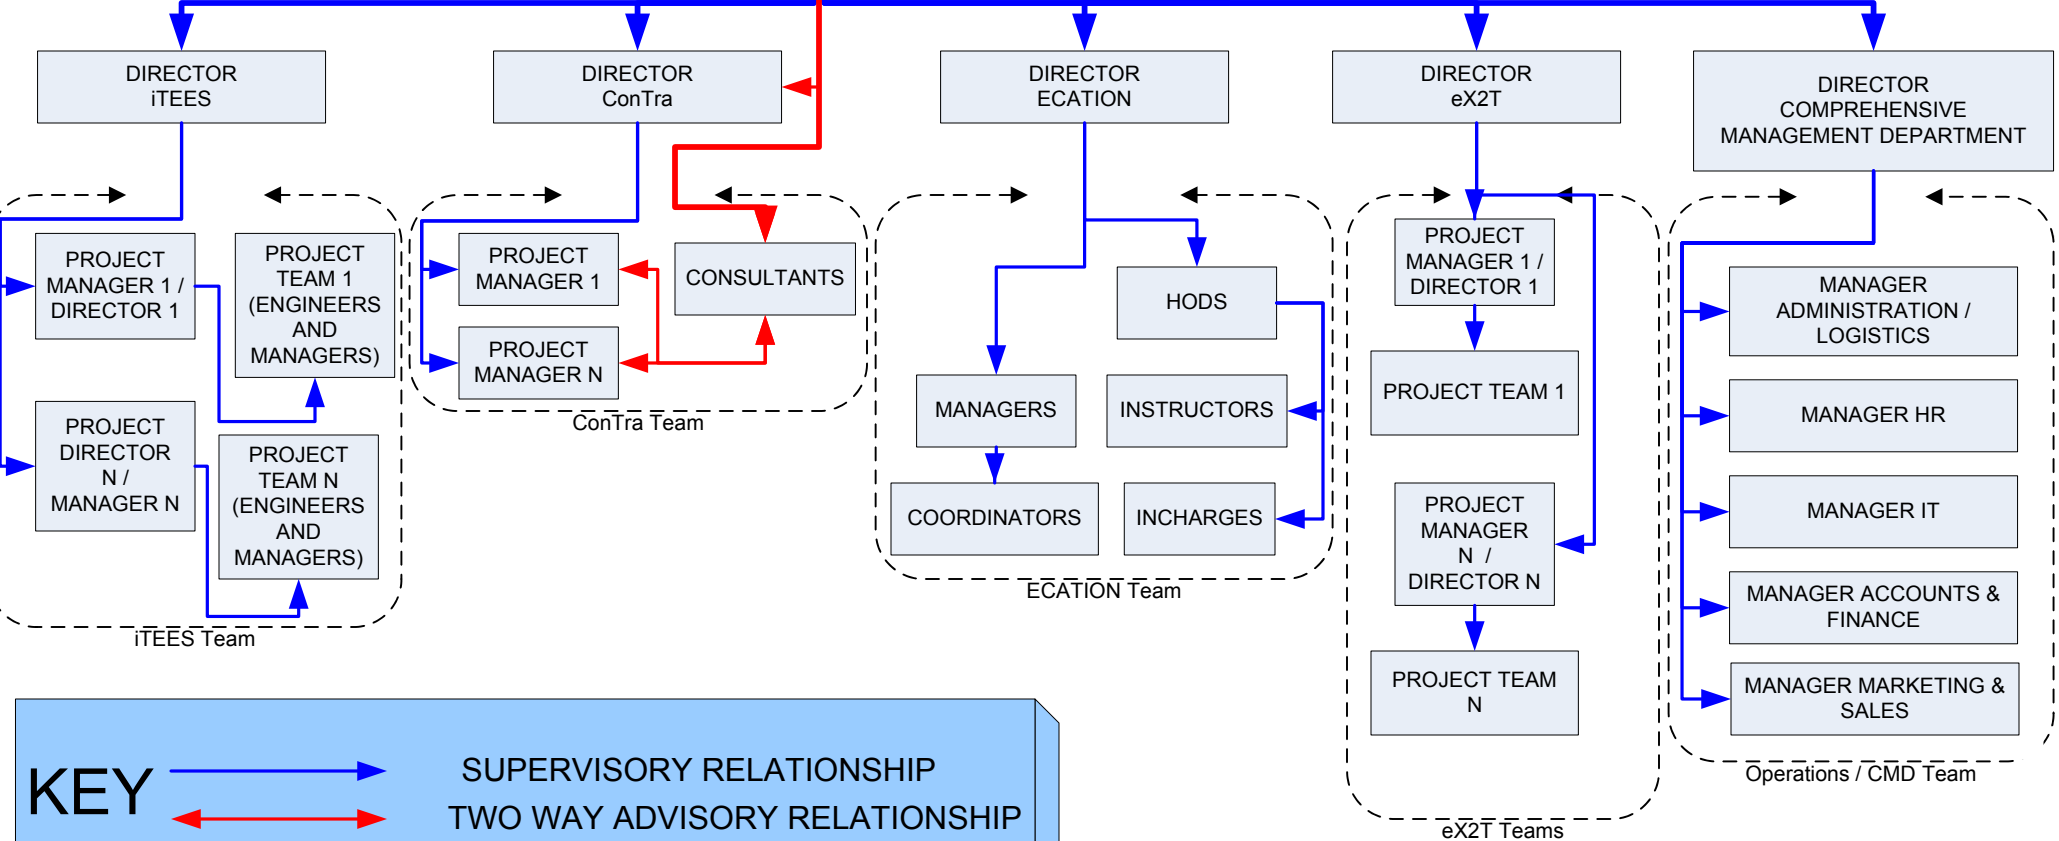 DIRECTOR
iTEES
DIRECTOR
ConTra
DIRECTOR
ECATION
DIRECTOR
eX2T
DIRECTOR
COMPREHENSIVE
MANAGEMENT DEPARTMENT
PROJECT
MANAGER 1 /
DIRECTOR 1
PROJECT
TEAM 1
(ENGINEERS
AND
MANAGERS)
PROJECT
DIRECTOR
N /
MANAGER N
PROJECT
TEAM N
(ENGINEERS
AND
MANAGERS)
iTEES Team
PROJECT
MANAGER 1
CONSULTANTS
PROJECT
MANAGER N
ConTra Team
HODS
MANAGERS
INSTRUCTORS
COORDINATORS
INCHARGES
ECATION Team
PROJECT
MANAGER 1 /
DIRECTOR 1
PROJECT TEAM 1
PROJECT
MANAGER
N /
DIRECTOR N
PROJECT TEAM
N
eX2T Teams
MANAGER
ADMINISTRATION /
LOGISTICS
MANAGER HR
MANAGER IT
MANAGER ACCOUNTS &
FINANCE
MANAGER MARKETING &
SALES
Operations / CMD Team
KEY
SUPERVISORY RELATIONSHIP
TWO WAY ADVISORY RELATIONSHIP